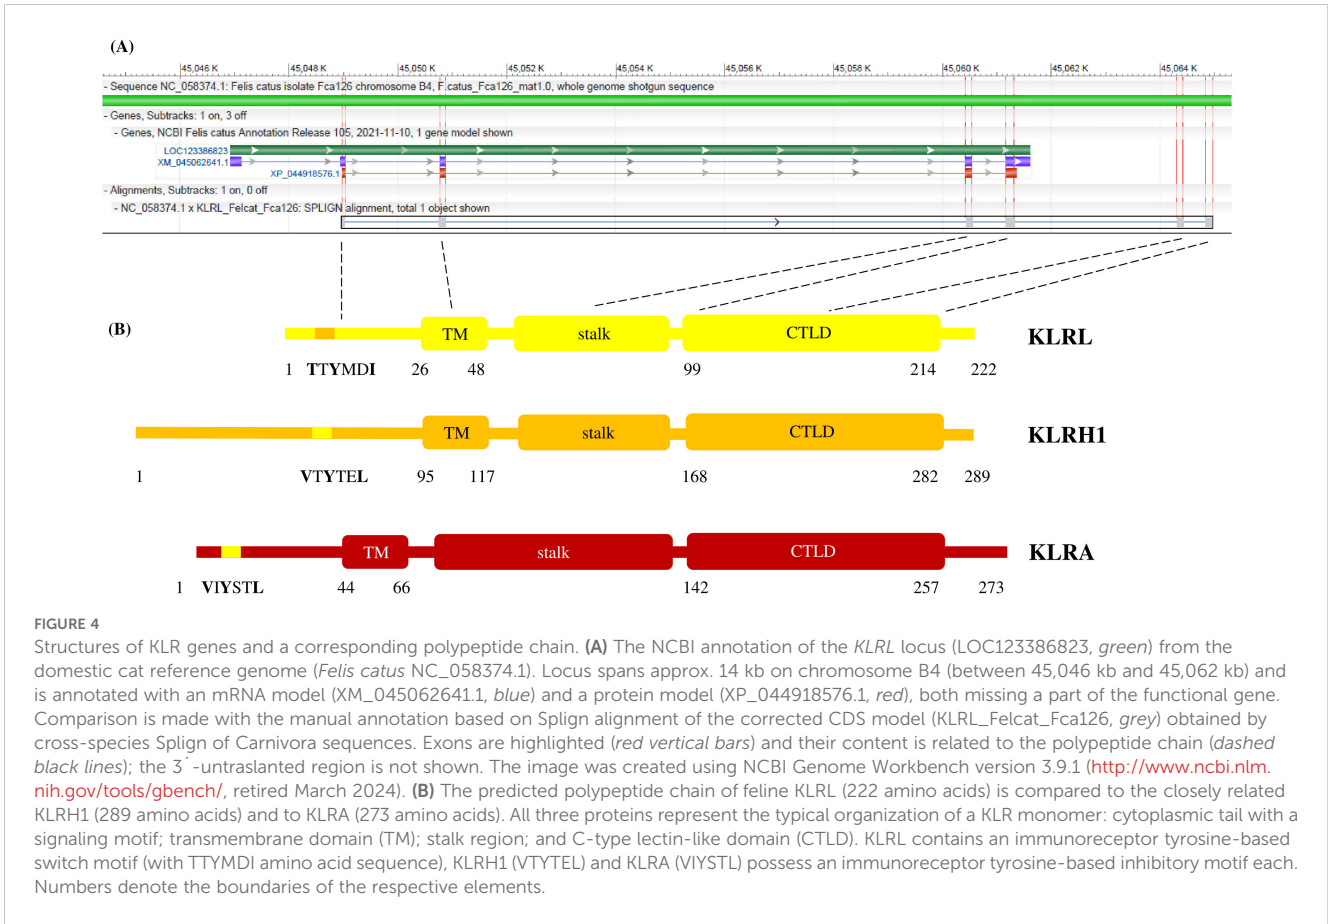 (A)
45,046 K 45,048 K 45,050 K 45,052 K 45,054 K 45,056 K 45,058 K 45,060 K 45,062 K 45,064 K
- Sequence NC_058374.1: Felis catus isolate Fca126 chromosome B4, F.catus_Fca126_mat1.0, whole genome shotgun sequence
- Genes, Subtracks: 1 on, 3 off
- Genes, NCBI Felis catus Annotation Release 105, 2021-11-10, 1 gene model shown
LOC123386823
XM_045062641.1
XP_044918576.1
- Alignments, Subtracks: 1 on, 0 off
- NC_058374.1 x KLRL_Felcat_Fca126: SPLIGN alignment, total 1 object shown
(B)
TM stalk CTLD KLRL
1 TTYMDI 26 48 99 214 222
TM stalk CTLD KLRH1
1 VTYTEL 95 117 168 282 289
TM stalk CTLD KLRA
1 VIYSTL 44 66 142 257 273
FIGURE 4
Structures of KLR genes and a corresponding polypeptide chain. (A) The NCBI annotation of the KLRL locus (LOC123386823, green) from the
domestic cat reference genome (Felis catus NC_058374.1). Locus spans approx. 14 kb on chromosome B4 (between 45,046 kb and 45,062 kb) and
is annotated with an mRNA model (XM_045062641.1, blue) and a protein model (XP_044918576.1, red), both missing a part of the functional gene.
Comparison is made with the manual annotation based on Splign alignment of the corrected CDS model (KLRL_Felcat_Fca126, grey) obtained by
cross-species Splign of Carnivora sequences. Exons are highlighted (red vertical bars) and their content is related to the polypeptide chain (dashed
black lines); the 3´-untraslanted region is not shown. The image was created using NCBI Genome Workbench version 3.9.1 (http://www.ncbi.nlm.
nih.gov/tools/gbench/, retired March 2024). (B) The predicted polypeptide chain of feline KLRL (222 amino acids) is compared to the closely related
KLRH1 (289 amino acids) and to KLRA (273 amino acids). All three proteins represent the typical organization of a KLR monomer: cytoplasmic tail with a
signaling motif; transmembrane domain (TM); stalk region; and C-type lectin-like domain (CTLD). KLRL contains an immunoreceptor tyrosine-based
switch motif (with TTYMDI amino acid sequence), KLRH1 (VTYTEL) and KLRA (VIYSTL) possess an immunoreceptor tyrosine-based inhibitory motif each.
Numbers denote the boundaries of the respective elements.